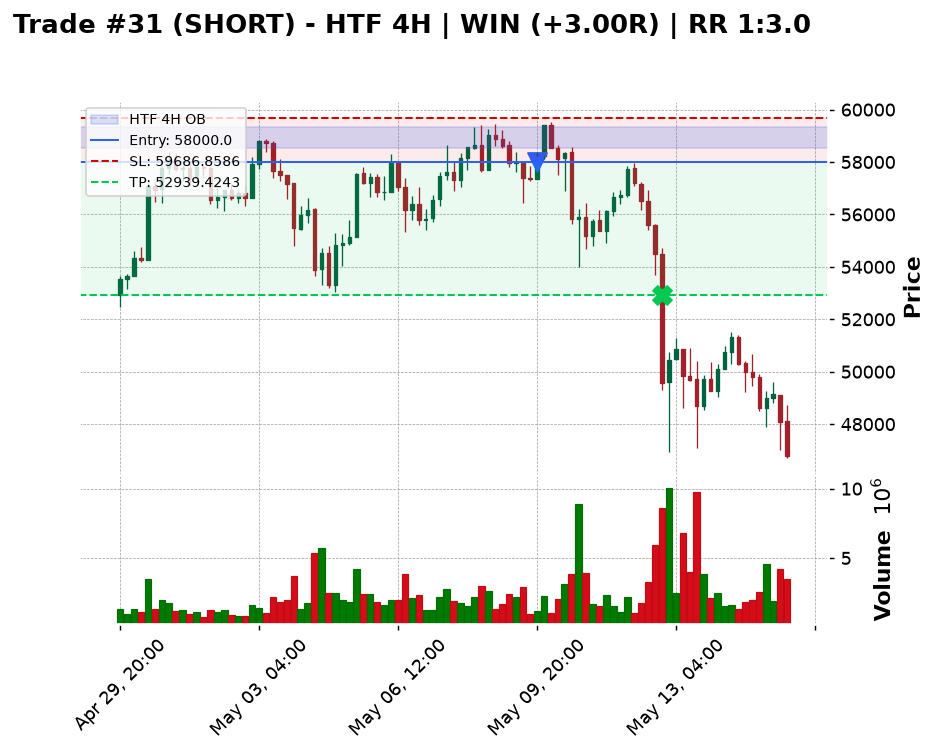 Trade #31 (SHORT) - HTF 4H | WIN (+3.00R) | RR 1:3.0
HTF 4H OB
Entry: 58000.0
SL: 59686.8586
TP: 52939.4243
60000
58000
56000
54000
52000
50000
48000
Price
10
5
Volume 10^6
Apr 29, 20:00
May 03, 04:00
May 06, 12:00
May 09, 20:00
May 13, 04:00